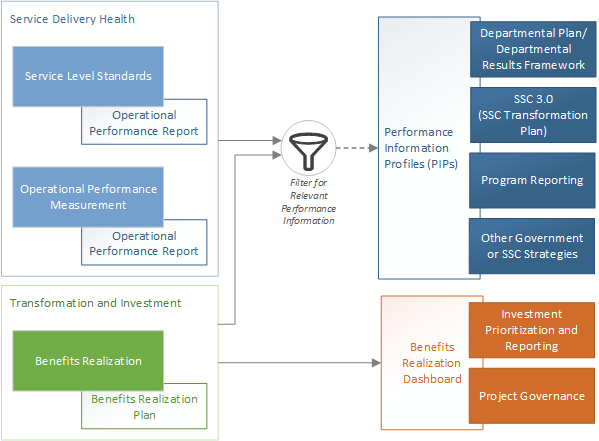 Service Delivery Health
Service Level Standards
Operational
Performance Report
Operational Performance
Measurement
Operational
Performance Report
Filter for
Relevant
Performance
Information
Performance
Information
Profiles (PIPs)
Departmental Plan/
Departmental
Results Framework
SSC 3.0
(SSC Transformation
Plan)
Program Reporting
Other Government
or SSC Strategies
Transformation and Investment
Benefits Realization
Benefits Realization
Plan
Benefits
Realization
Dashboard
Investment
Prioritization and
Reporting
Project Governance